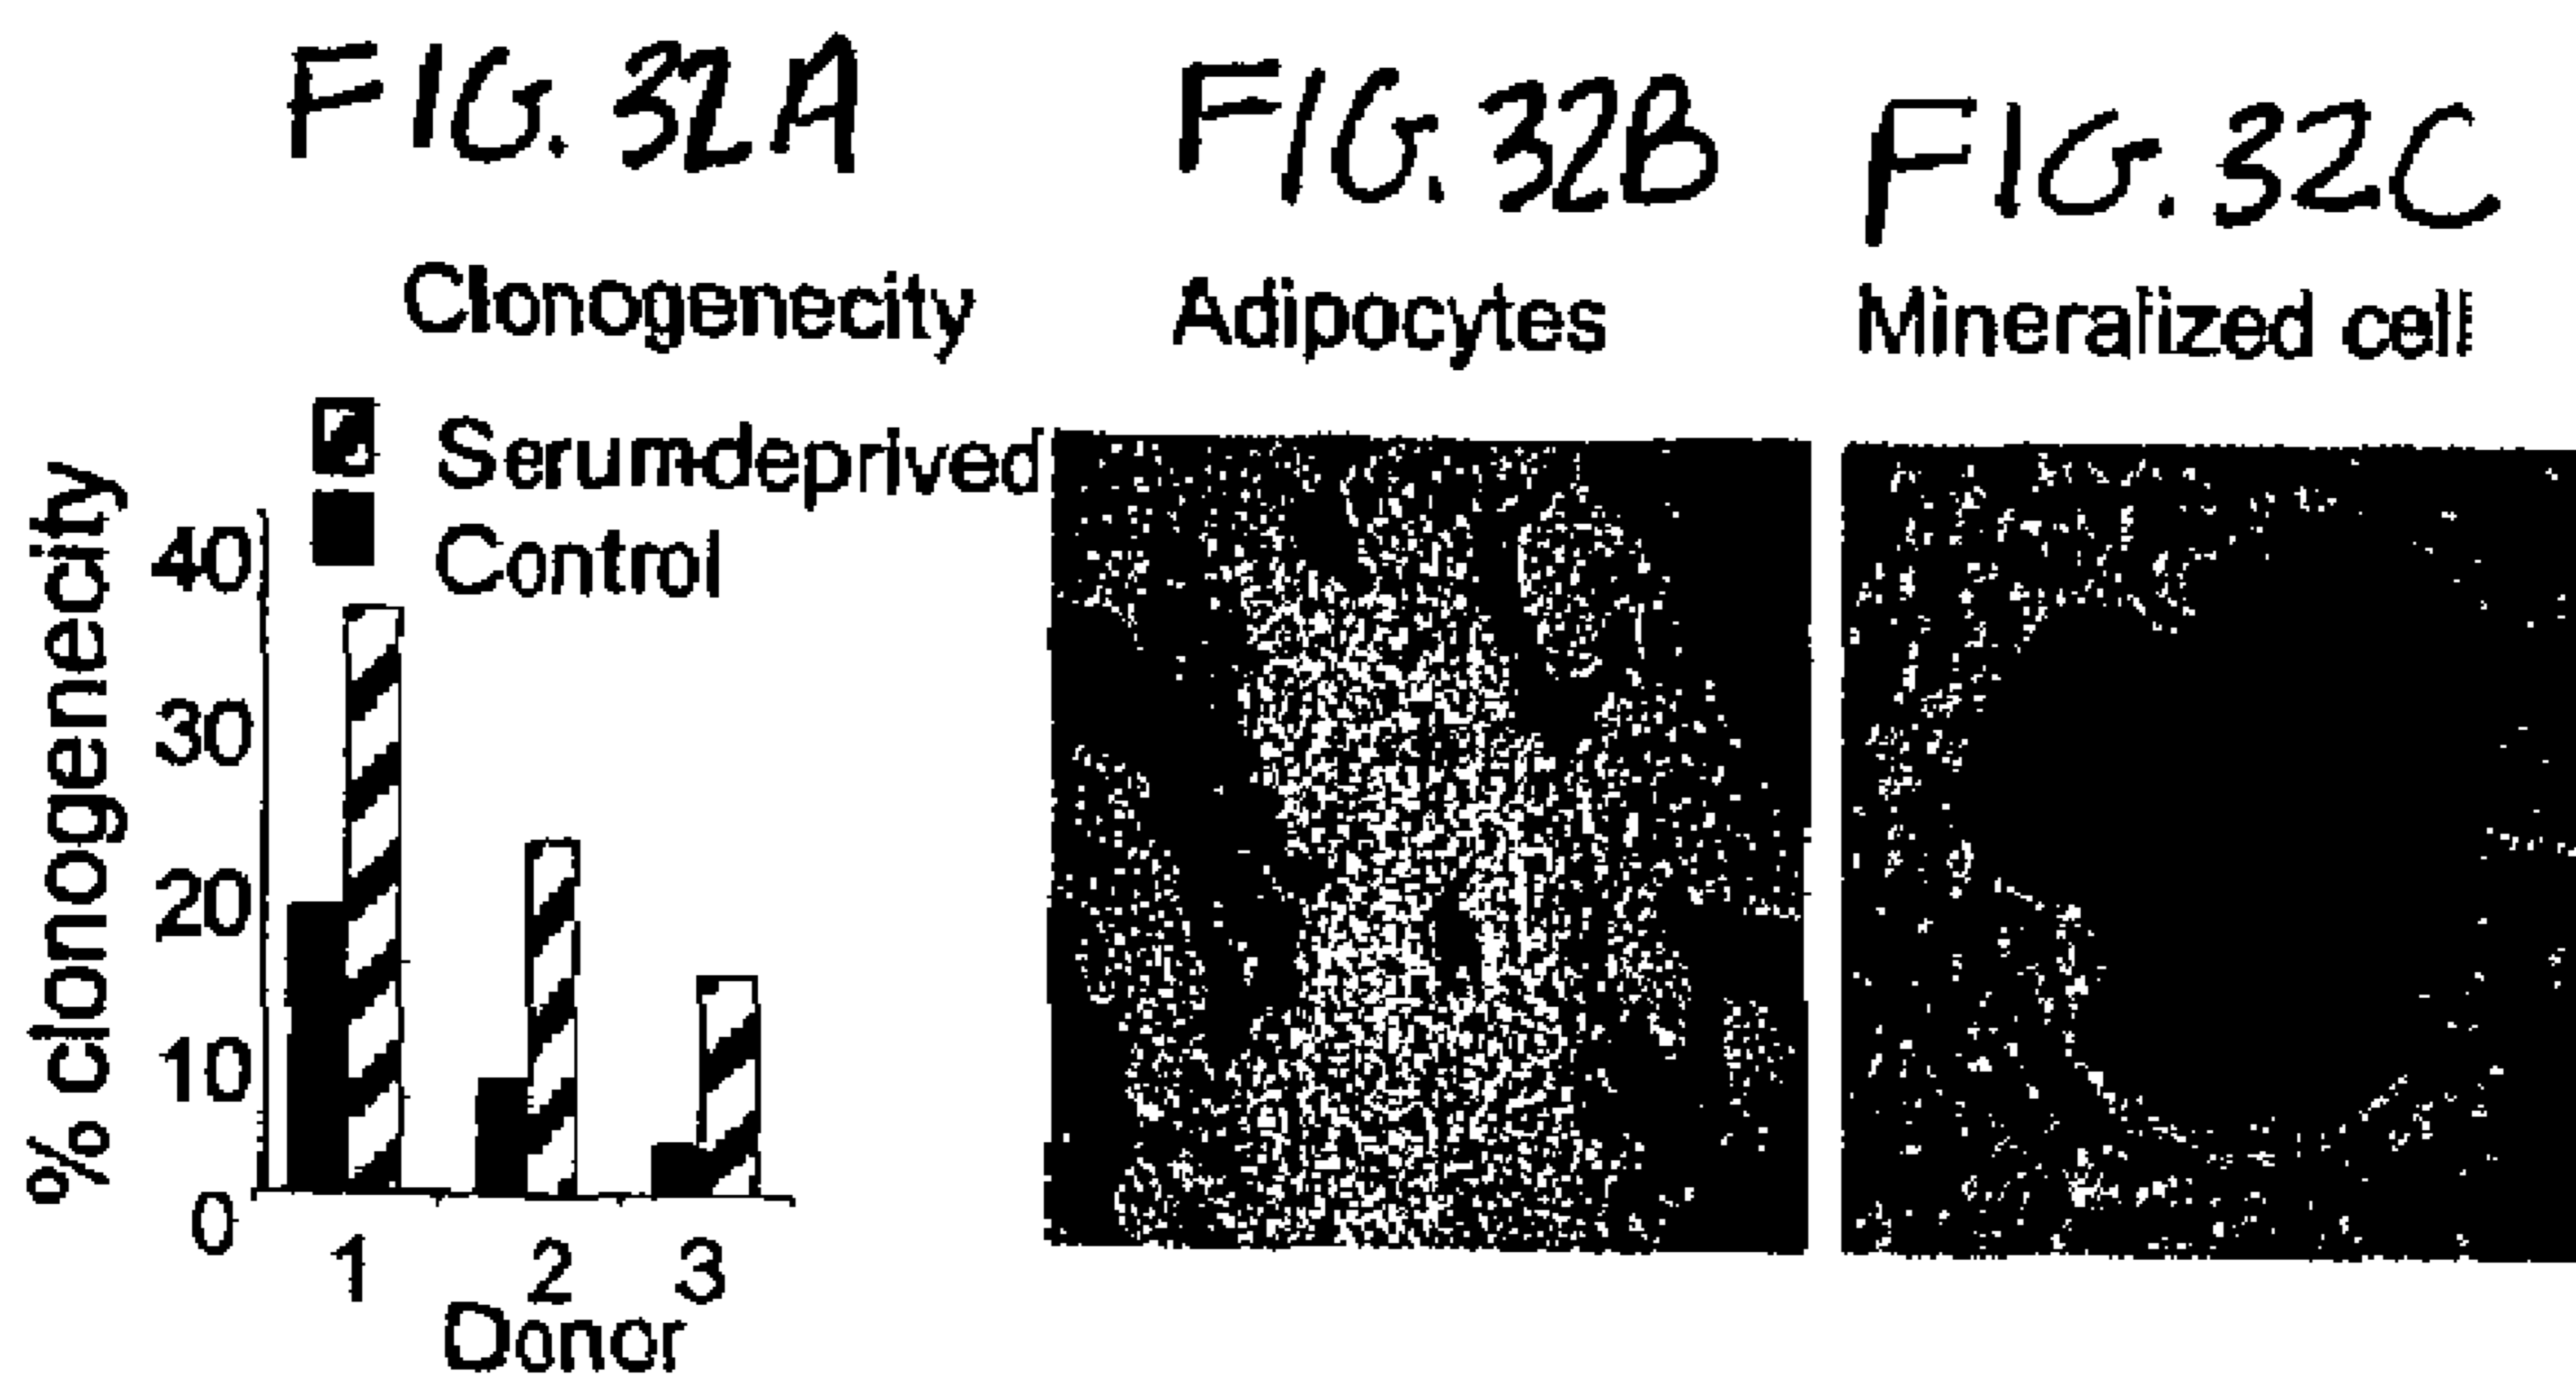 FIG. 32A
Clonogenecity
Serum-deprived
Control
% clonogenecity
40
30
20
10
0
1 2 3
Donor
FIG. 32B
Adipocytes
FIG. 32C
Mineralized cell